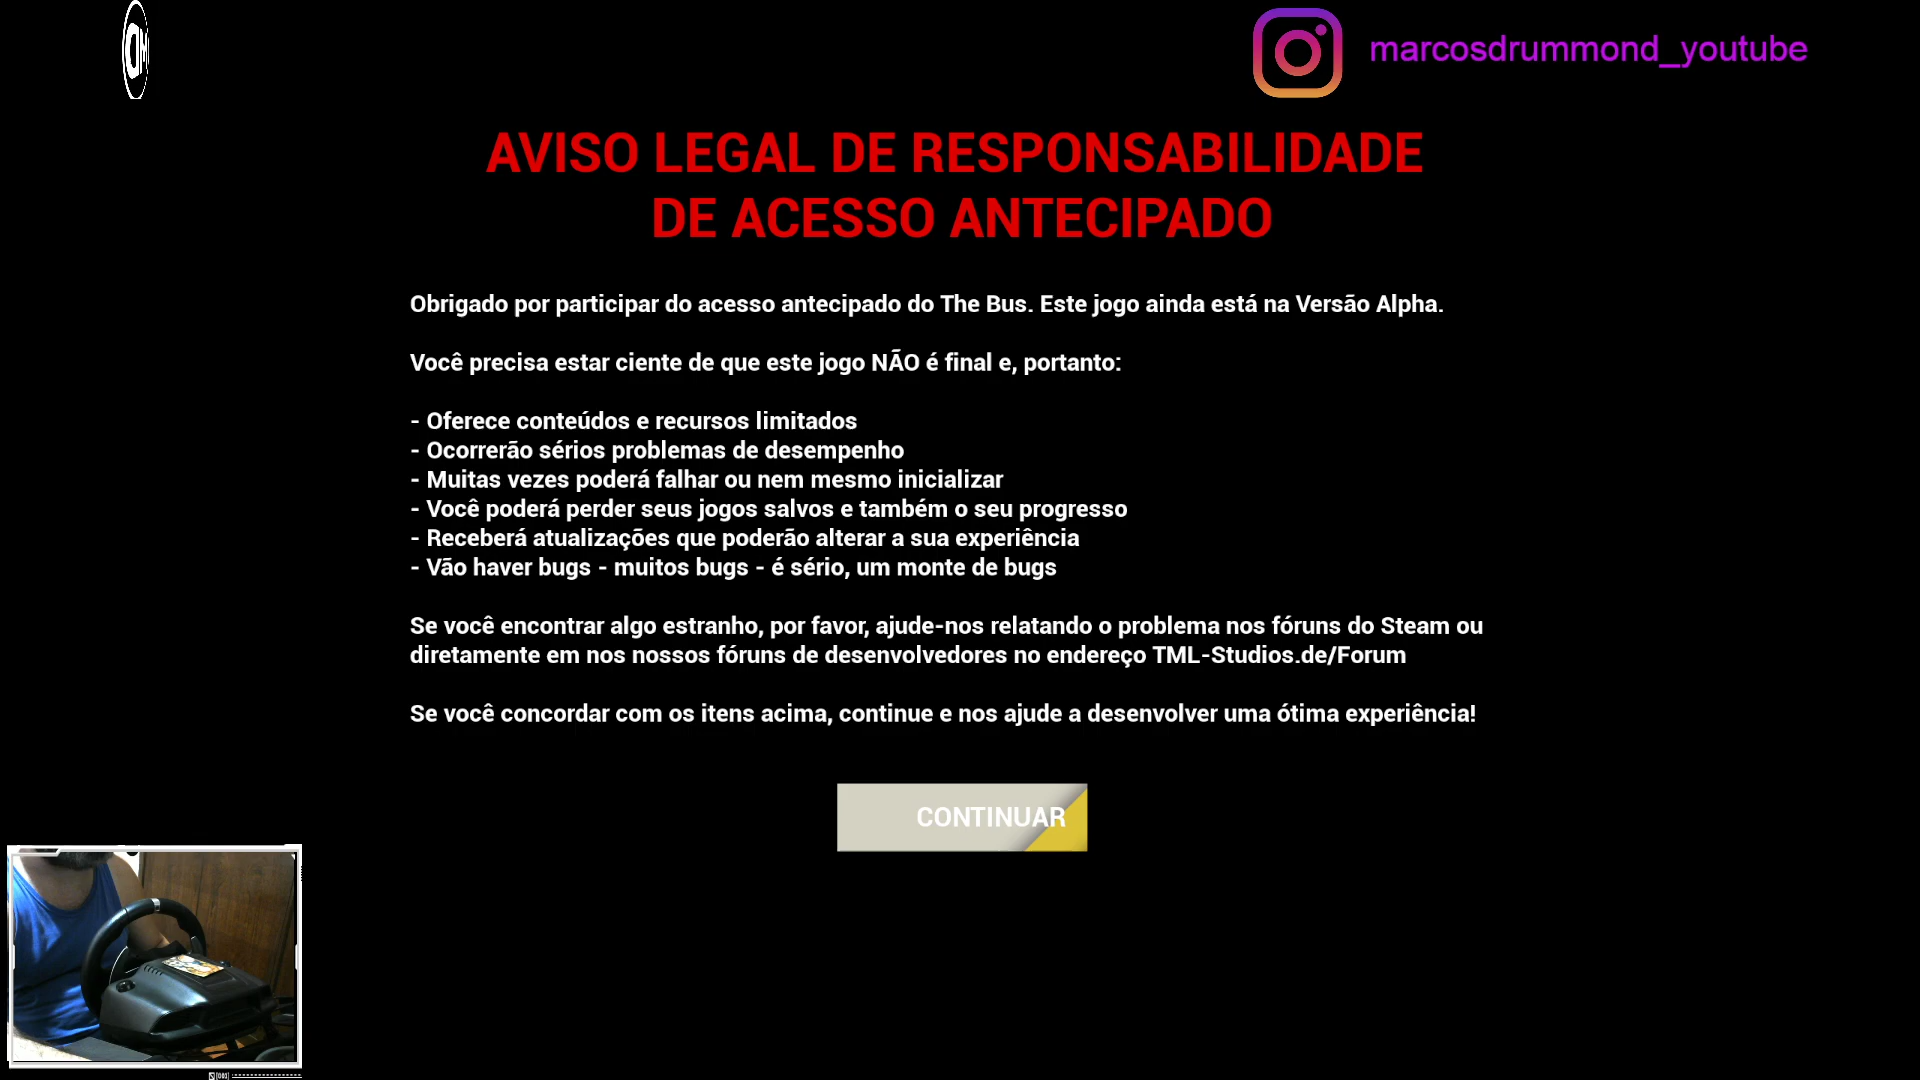 DM
marcosdrummond_youtube
AVISO LEGAL DE RESPONSABILIDADE
DE ACESSO ANTECIPADO
Obrigado por participar do acesso antecipado do The Bus. Este jogo ainda está na Versão Alpha.
Você precisa estar ciente de que este jogo NÃO é final e, portanto:
- Oferece conteúdos e recursos limitados
- Ocorrerão sérios problemas de desempenho
- Muitas vezes poderá falhar ou nem mesmo inicializar
- Você poderá perder seus jogos salvos e também o seu progresso
- Receberá atualizações que poderão alterar a sua experiência
- Vão haver bugs - muitos bugs - é sério, um monte de bugs
Se você encontrar algo estranho, por favor, ajude-nos relatando o problema nos fóruns do Steam ou
diretamente em nos nossos fóruns de desenvolvedores no endereço TML-Studios.de/Forum
Se você concordar com os itens acima, continue e nos ajude a desenvolver uma ótima experiência!
CONTINUAR